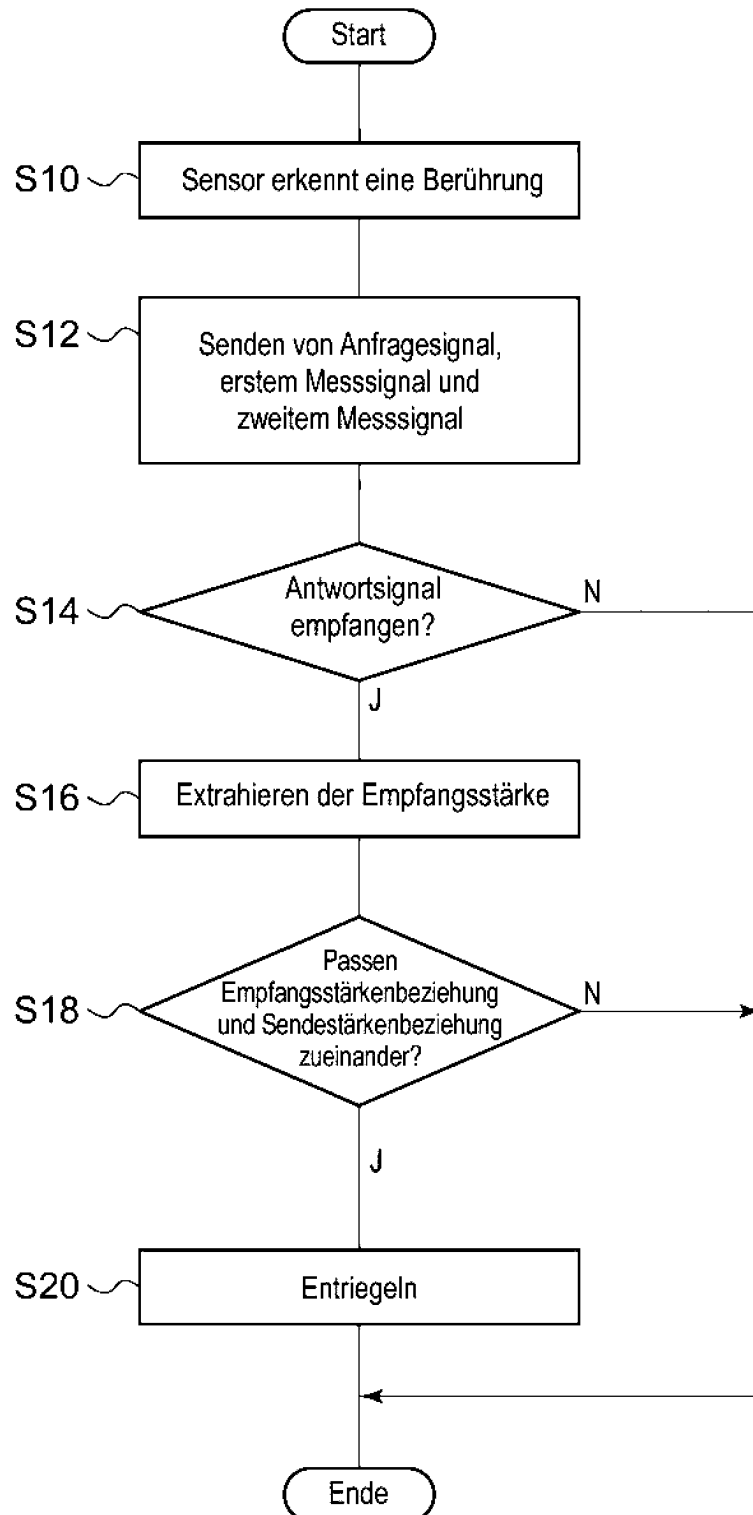 Start
S10
Sensor erkennt eine Berührung
S12
Senden von Anfragesignal,
erstem Messsignal und
zweitem Messsignal
S14
Antwortsignal
empfangen?
N
J
S16
Extrahieren der Empfangsstärke
S18
Passen
Empfangsstärkenbeziehung
und Sendestärkenbeziehung
zueinander?
N
J
S20
Entriegeln
Ende